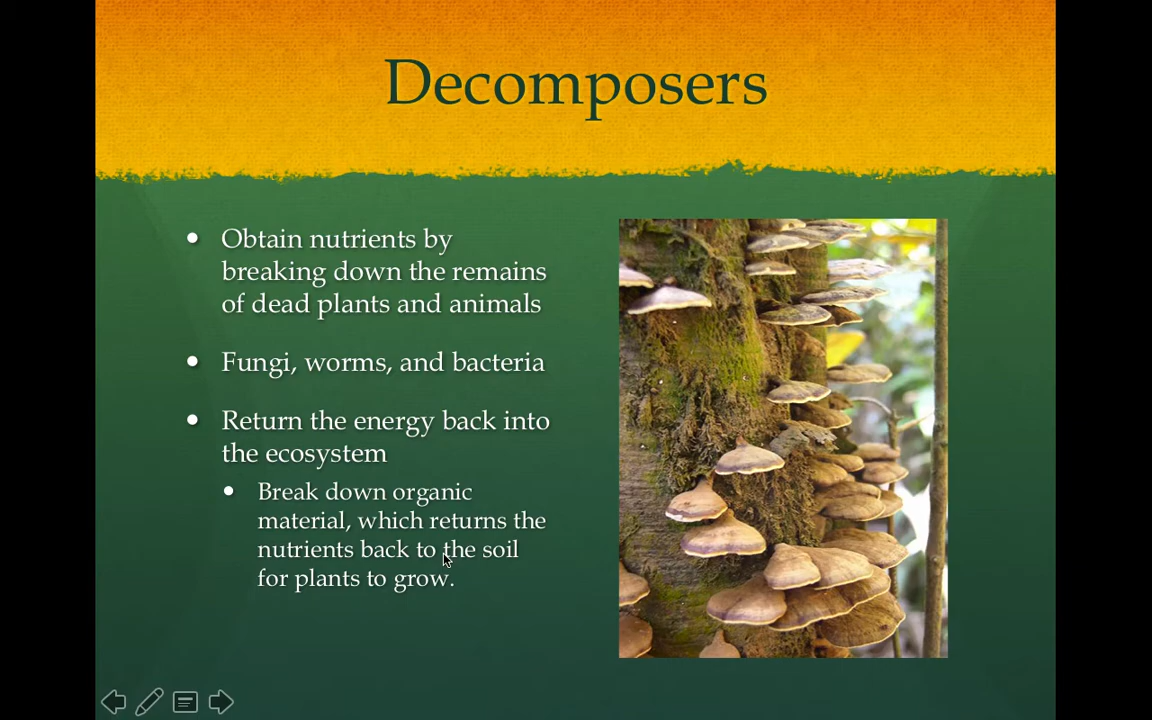 Decomposers
• Obtain nutrients by
breaking down the remains
of dead plants and animals
• Fungi, worms, and bacteria
• Return the energy back into
the ecosystem
• Break down organic
material, which returns the
nutrients back to the soil
for plants to grow.